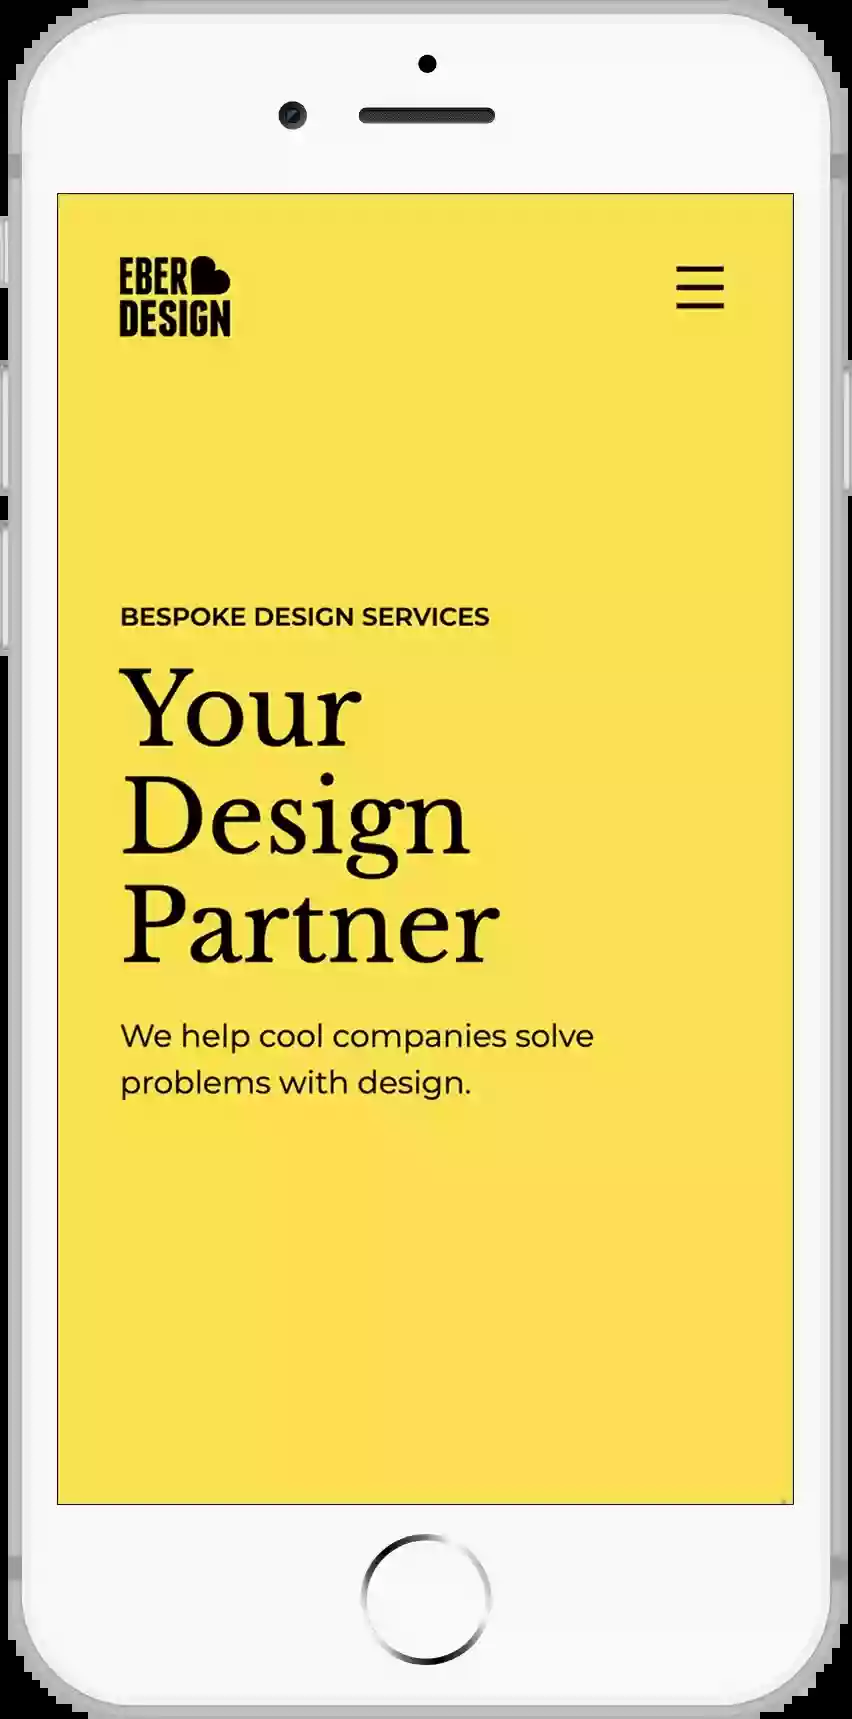 EBER
DESIGN
BESPOKE DESIGN SERVICES
Your
Design
Partner
We help cool companies solve
problems with design.